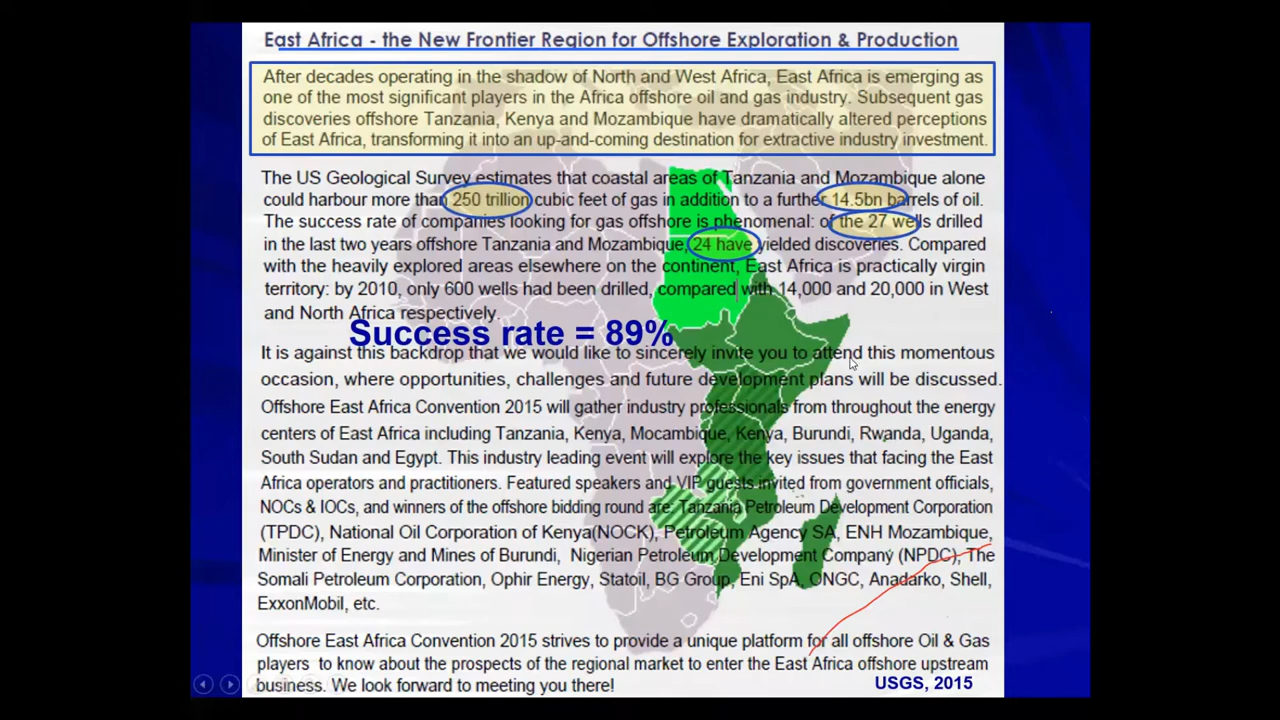 East Africa - the New Frontier Region for Offshore Exploration & Production
After decades operating in the shadow of North and West Africa, East Africa is emerging as
one of the most significant players in the Africa offshore oil and gas industry. Subsequent gas
discoveries offshore Tanzania, Kenya and Mozambique have dramatically altered perceptions
of East Africa, transforming it into an up-and-coming destination for extractive industry investment.
The US Geological Survey estimates that coastal areas of Tanzania and Mozambique alone
could harbour more than 250 trillion cubic feet of gas in addition to a further 14.5bn barrels of oil.
The success rate of companies looking for gas offshore is phenomenal: of the 27 wells drilled
in the last two years offshore Tanzania and Mozambique, 24 have yielded discoveries. Compared
with the heavily explored areas elsewhere on the continent, East Africa is practically virgin
territory: by 2010, only 600 wells had been drilled, compared with 14,000 and 20,000 in West
and North Africa respectively.
Success rate = 89%
It is against this backdrop that we would like to sincerely invite you to attend this momentous
occasion, where opportunities, challenges and future development plans will be discussed.
Offshore East Africa Convention 2015 will gather industry professionals from throughout the energy
centers of East Africa including Tanzania, Kenya, Mocambique, Kenya, Burundi, Rwanda, Uganda,
South Sudan and Egypt. This industry leading event will explore the key issues that facing the East
Africa operators and practitioners. Featured speakers and VIP guests invited from government officials,
NOCs & IOCs, and winners of the offshore bidding round are: Tanzania Petroleum Development Corporation
(TPDC), National Oil Corporation of Kenya(NOCK), Petroleum Agency SA, ENH Mozambique,
Minister of Energy and Mines of Burundi, Nigerian Petroleum Development Company (NPDC), The
Somali Petroleum Corporation, Ophir Energy, Statoil, BG Group, Eni SpA, ONGC, Anadarko, Shell,
ExxonMobil, etc.
Offshore East Africa Convention 2015 strives to provide a unique platform for all offshore Oil & Gas
players to know about the prospects of the regional market to enter the East Africa offshore upstream
business. We look forward to meeting you there!
USGS, 2015